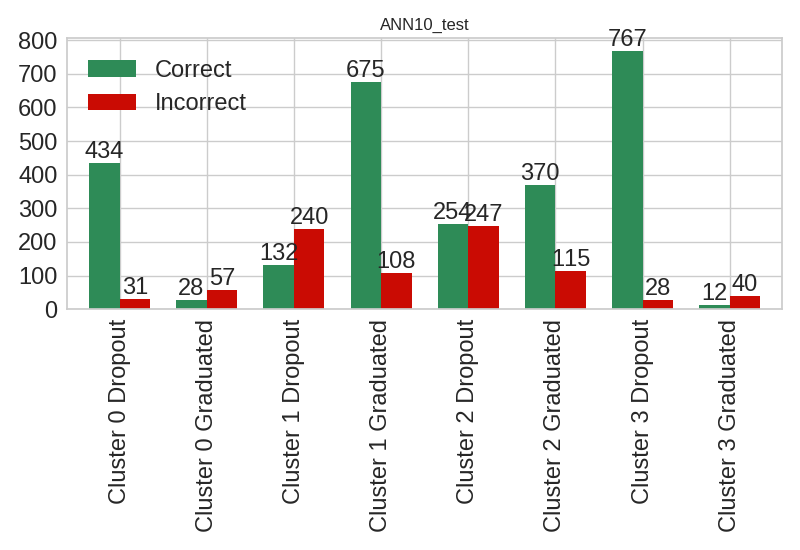 ANN10_test
800
700
600
500
400
300
200
100
0
Correct
Incorrect
434
31
28
57
132
240
675
108
254
247
370
115
767
28
12
40
Cluster 0 Dropout
Cluster 0 Graduated
Cluster 1 Dropout
Cluster 1 Graduated
Cluster 2 Dropout
Cluster 2 Graduated
Cluster 3 Dropout
Cluster 3 Graduated